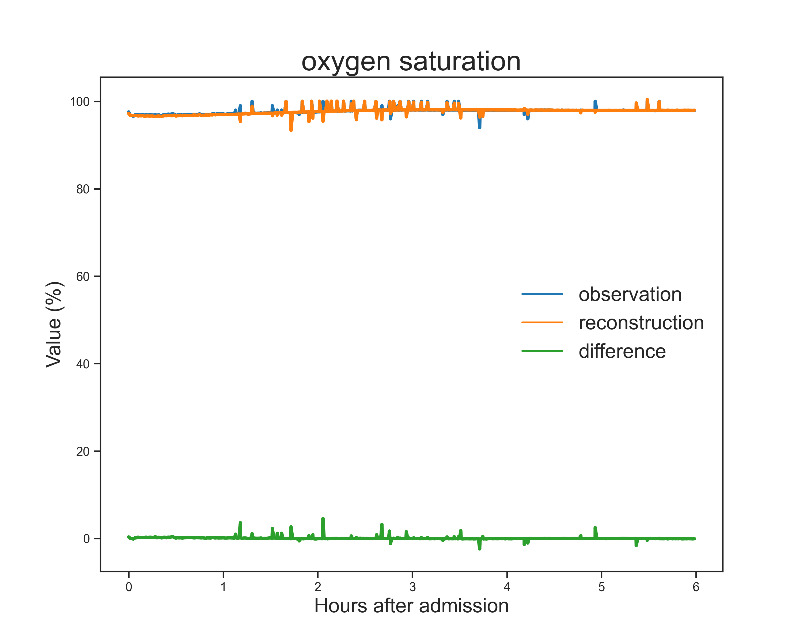 oxygen saturation
100
80
60
40
20
0
Value (%)
observation
reconstruction
difference
0 1 2 3 4 5 6
Hours after admission